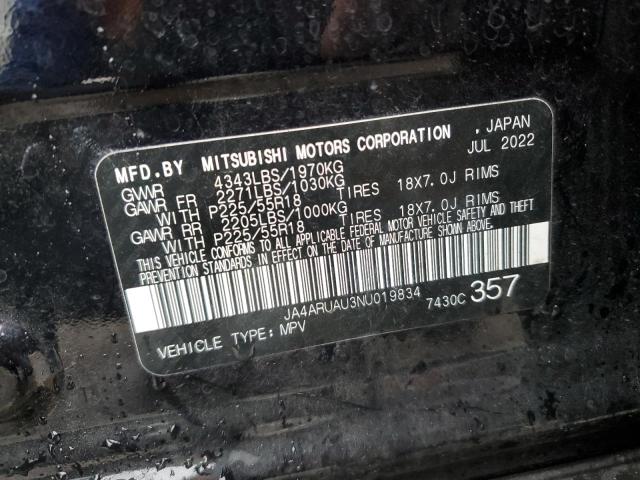 MFD.BY MITSUBISHI MOTORS CORPORATION , JAPAN
GVWR 4343LBS/1970KG JUL 2022
GAWR FR 2271LBS/1030KG
WITH P225/55R18 TIRES 18X7.0J RIMS
GAWR RR 2205LBS/1000KG
WITH P225/55R18 TIRES 18X7.0J RIMS
THIS VEHICLE CONFORMS TO ALL APPLICABLE FEDERAL MOTOR VEHICLE SAFETY AND THEFT
PREVENTION STANDARDS IN EFFECT ON THE DATE OF MANUFACTURE SHOWN ABOVE.
JA4ARUAU3NU019834
7430C 357
VEHICLE TYPE: MPV